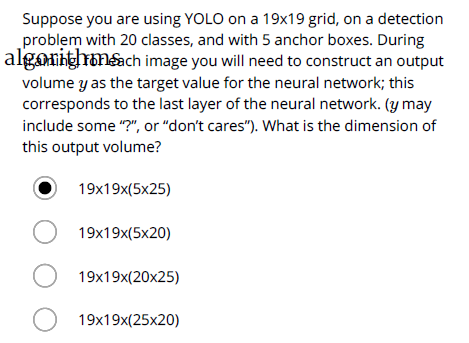 Suppose you are using YOLO on a 19x19 grid, on a detection
problem with 20 classes, and with 5 anchor boxes. During
algorithms
training, for each image you will need to construct an output
volume y as the target value for the neural network; this
corresponds to the last layer of the neural network. (y may
include some “?”, or “don’t cares”). What is the dimension of
this output volume?
19x19x(5x25)
19x19x(5x20)
19x19x(20x25)
19x19x(25x20)